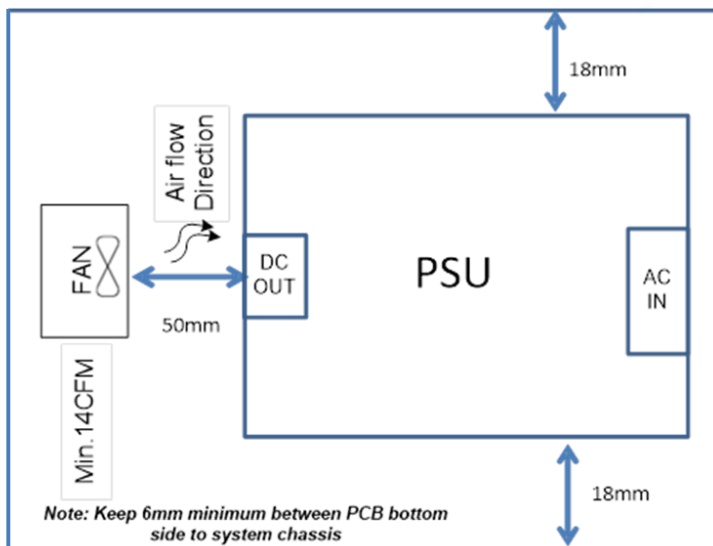 18mm
Air flow
Direction
FAN
DC
OUT
PSU
AC
IN
50mm
Min.14CFM
18mm
Note: Keep 6mm minimum between PCB bottom
side to system chassis